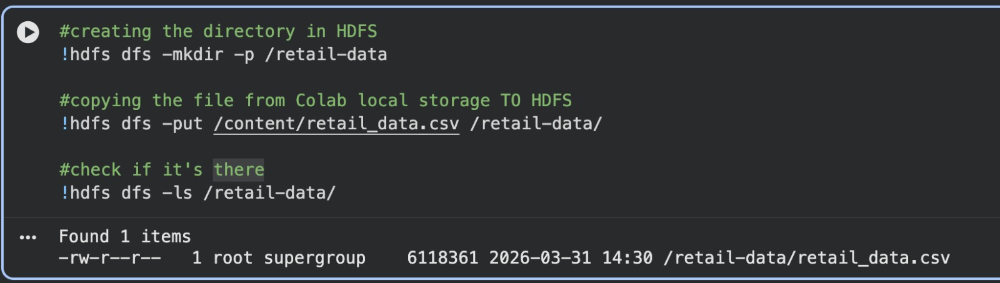 #creating the directory in HDFS
!hdfs dfs -mkdir -p /retail-data
#copying the file from Colab local storage TO HDFS
!hdfs dfs -put /content/retail_data.csv /retail-data/
#check if it's there
!hdfs dfs -ls /retail-data/
Found 1 items
-rw-r--r--   1 root supergroup    6118361 2026-03-31 14:30 /retail-data/retail_data.csv